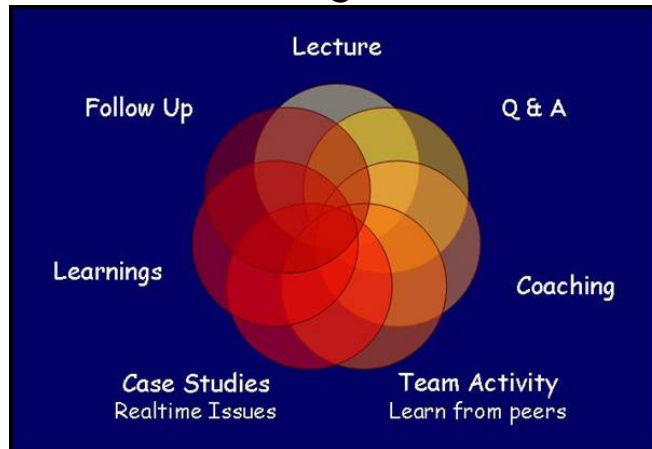 Lecture
Follow Up
Q & A
Learnings
Coaching
Case Studies
Realtime Issues
Team Activity
Learn from peers